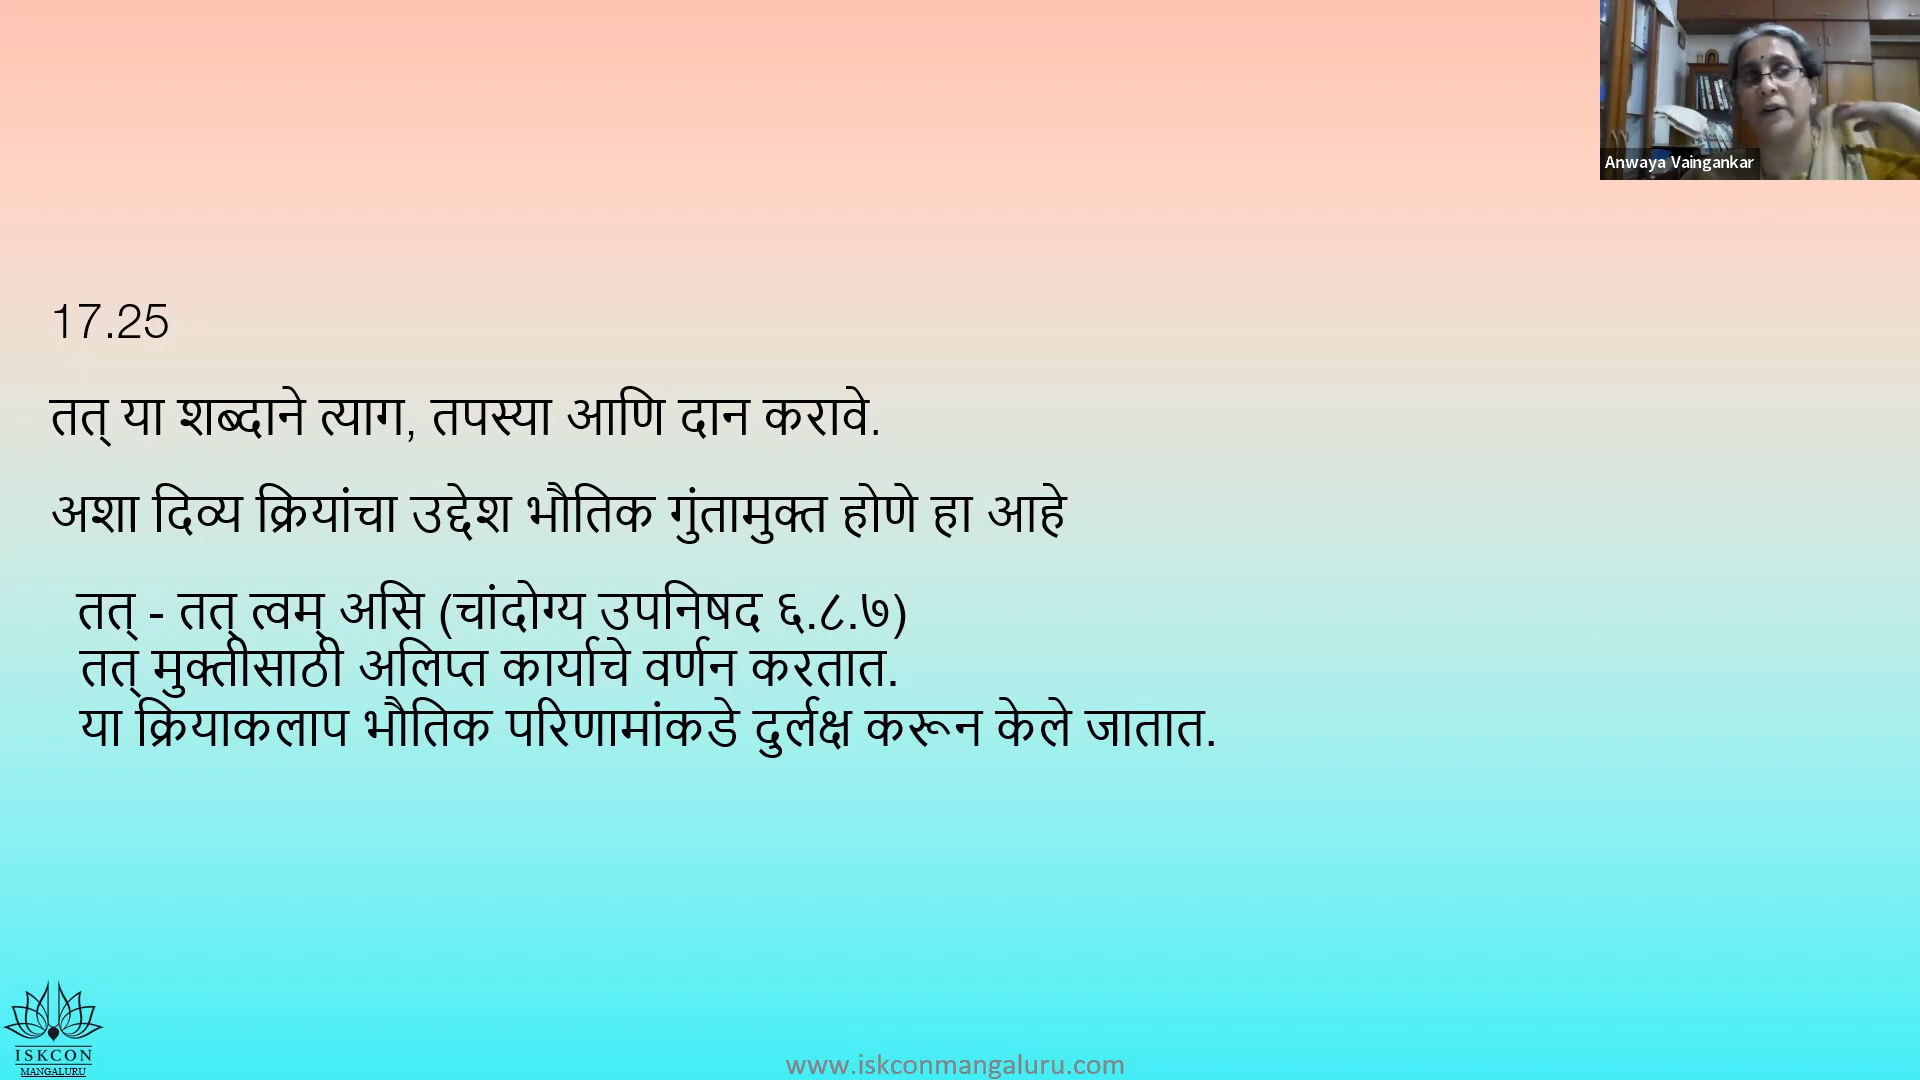 Anwaya Vaingankar
17.25
तत् या शब्दाने त्याग, तपस्या आणि दान करावे.
अशा दिव्य क्रियांचा उद्देश भौतिक गुंतामुक्त होणे हा आहे
तत् - तत् त्वम् असि (चांदोग्य उपनिषद ६.८.७)
तत् मुक्तीसाठी अलिप्त कार्याचे वर्णन करतात.
या क्रियाकलाप भौतिक परिणामांकडे दुर्लक्ष करून केले जातात.
ISKCON
MANGALURU
www.iskconmangaluru.com